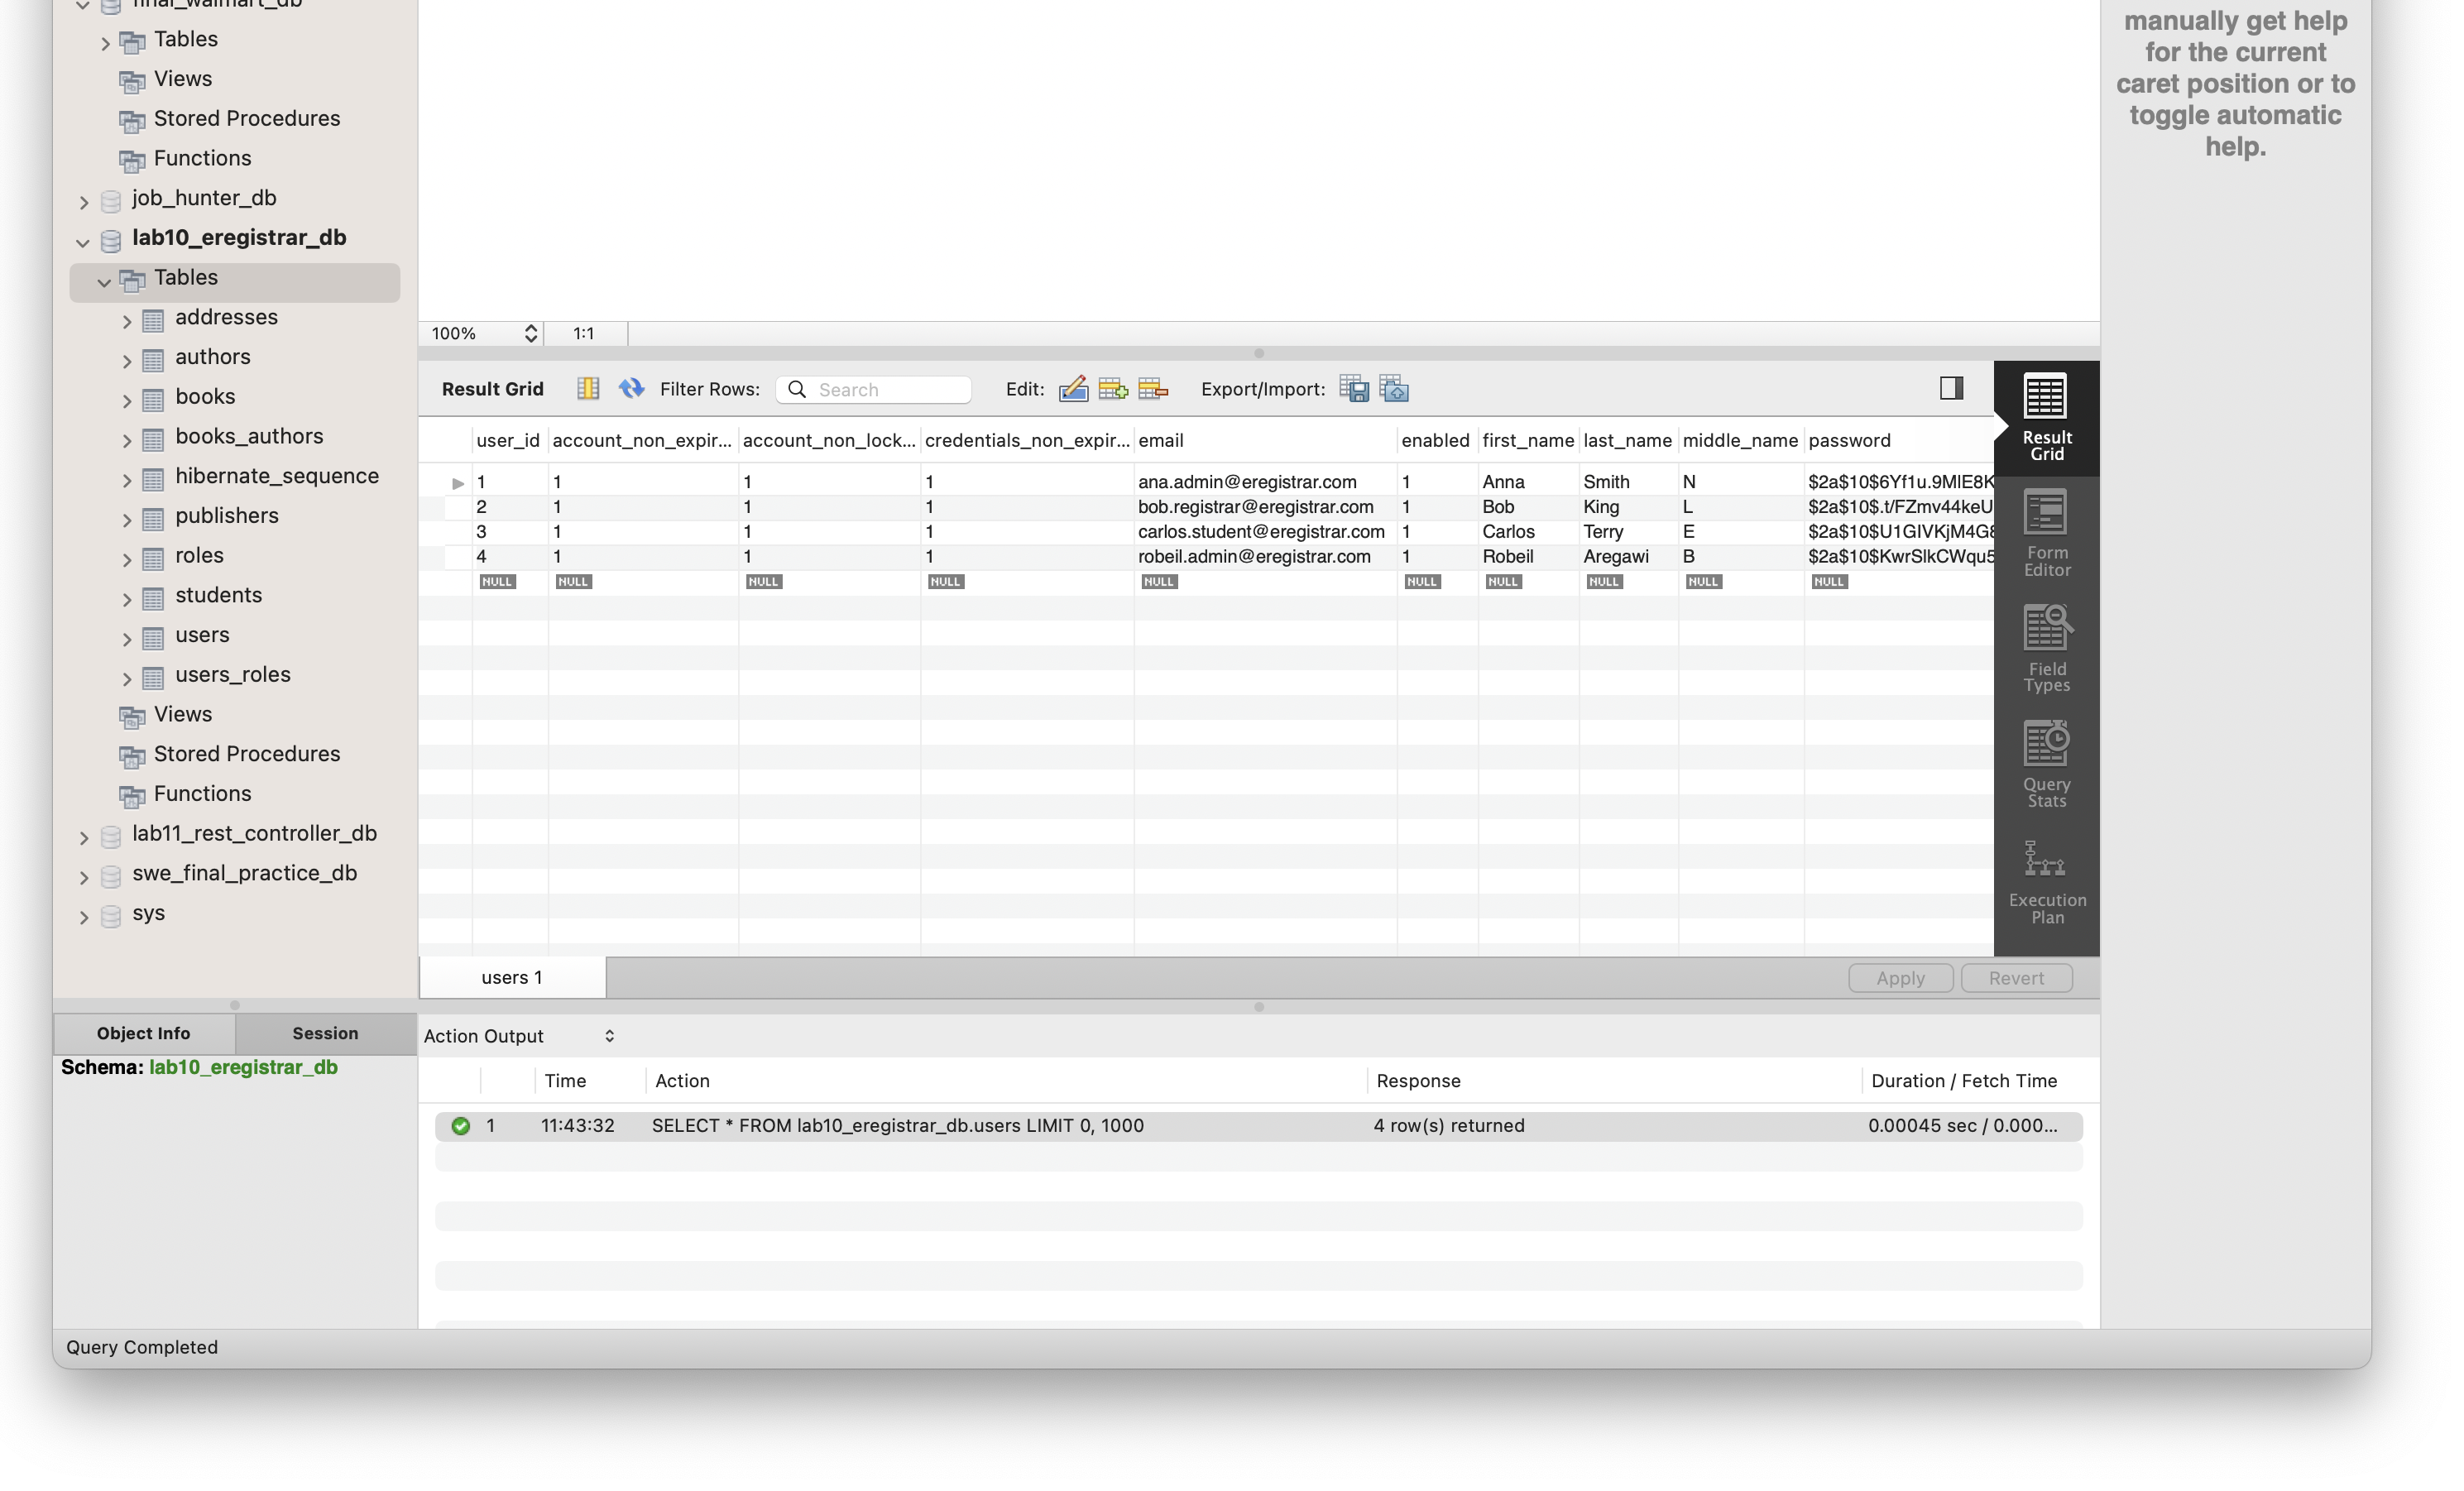 final_walmart_db
Tables
Views
Stored Procedures
Functions
job_hunter_db
lab10_eregistrar_db
Tables
addresses
authors
books
books_authors
hibernate_sequence
publishers
roles
students
users
users_roles
Views
Stored Procedures
Functions
lab11_rest_controller_db
swe_final_practice_db
sys
Object Info Session
Schema: lab10_eregistrar_db
100% 1:1
Result Grid Filter Rows: Search Edit: Export/Import:
user_id account_non_expir... account_non_lock... credentials_non_expir... email enabled first_name last_name middle_name password
1 1 1 1 ana.admin@eregistrar.com 1 Anna Smith N $2a$10$6Yf1u.9MIE8K
2 1 1 1 bob.registrar@eregistrar.com 1 Bob King L $2a$10$.t/FZmv44keU
3 1 1 1 carlos.student@eregistrar.com 1 Carlos Terry E $2a$10$U1GIVKjM4G8
4 1 1 1 robeil.admin@eregistrar.com 1 Robeil Aregawi B $2a$10$KwrSlkCWqu5
NULL NULL NULL NULL NULL NULL NULL NULL NULL NULL
Result
Grid
Form
Editor
Field
Types
Query
Stats
Execution
Plan
users 1 Apply Revert
Action Output
Time Action Response Duration / Fetch Time
1 11:43:32 SELECT * FROM lab10_eregistrar_db.users LIMIT 0, 1000 4 row(s) returned 0.00045 sec / 0.000...
manually get help
for the current
caret position or to
toggle automatic
help.
Query Completed